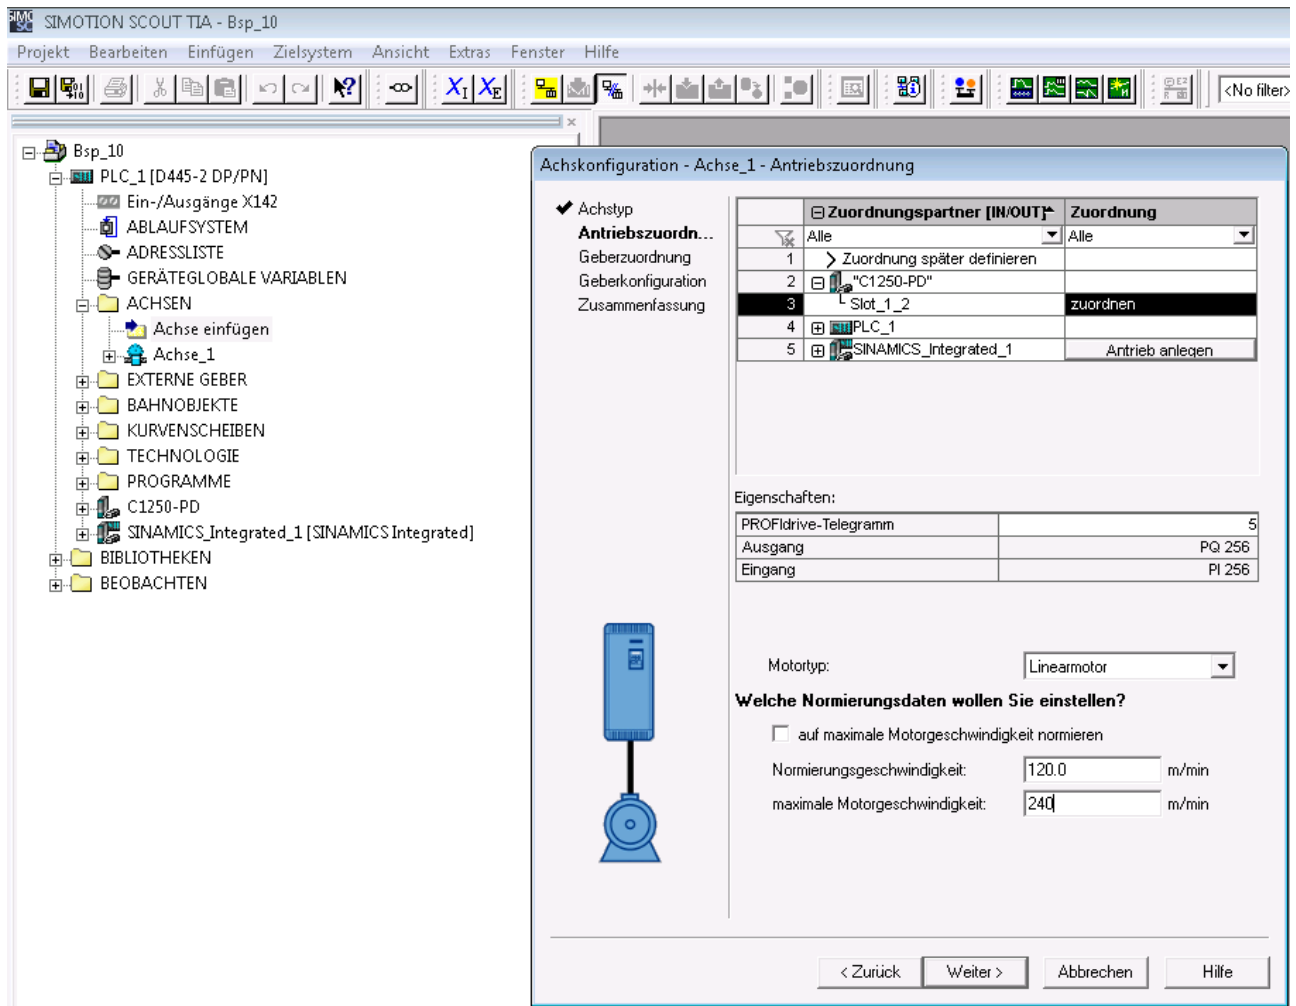 SIMOTION SCOUT TIA - Bsp_10
Projekt Bearbeiten Einfügen Zielsystem Ansicht Extras Fenster Hilfe
<No filter>
Bsp_10
PLC_1 [D445-2 DP/PN]
Ein-/Ausgänge X142
ABLAUFSYSTEM
ADRESSLISTE
GERÄTEGLOBALE VARIABLEN
ACHSEN
Achse einfügen
Achse_1
EXTERNE GEBER
BAHNOBJEKTE
KURVENSCHEIBEN
TECHNOLOGIE
PROGRAMME
C1250-PD
SINAMICS_Integrated_1 [SINAMICS Integrated]
BIBLIOTHEKEN
BEOBACHTEN
Achskonfiguration - Achse_1 - Antriebszuordnung
Achstyp
Antriebszuordn...
Geberzuordnung
Geberkonfiguration
Zusammenfassung
Zuordnungspartner [IN/OUT] Zuordnung
Alle Alle
1 Zuordnung später definieren
2 "C1250-PD"
3 Slot_1_2 zuordnen
4 PLC_1
5 SINAMICS_Integrated_1 Antrieb anlegen
Eigenschaften:
PROFIdrive-Telegramm 5
Ausgang PQ 256
Eingang PI 256
Motortyp: Linearmotor
Welche Normierungsdaten wollen Sie einstellen?
auf maximale Motorgeschwindigkeit normieren
Normierungsgeschwindigkeit: 120.0 m/min
maximale Motorgeschwindigkeit: 240 m/min
< Zurück Weiter > Abbrechen Hilfe